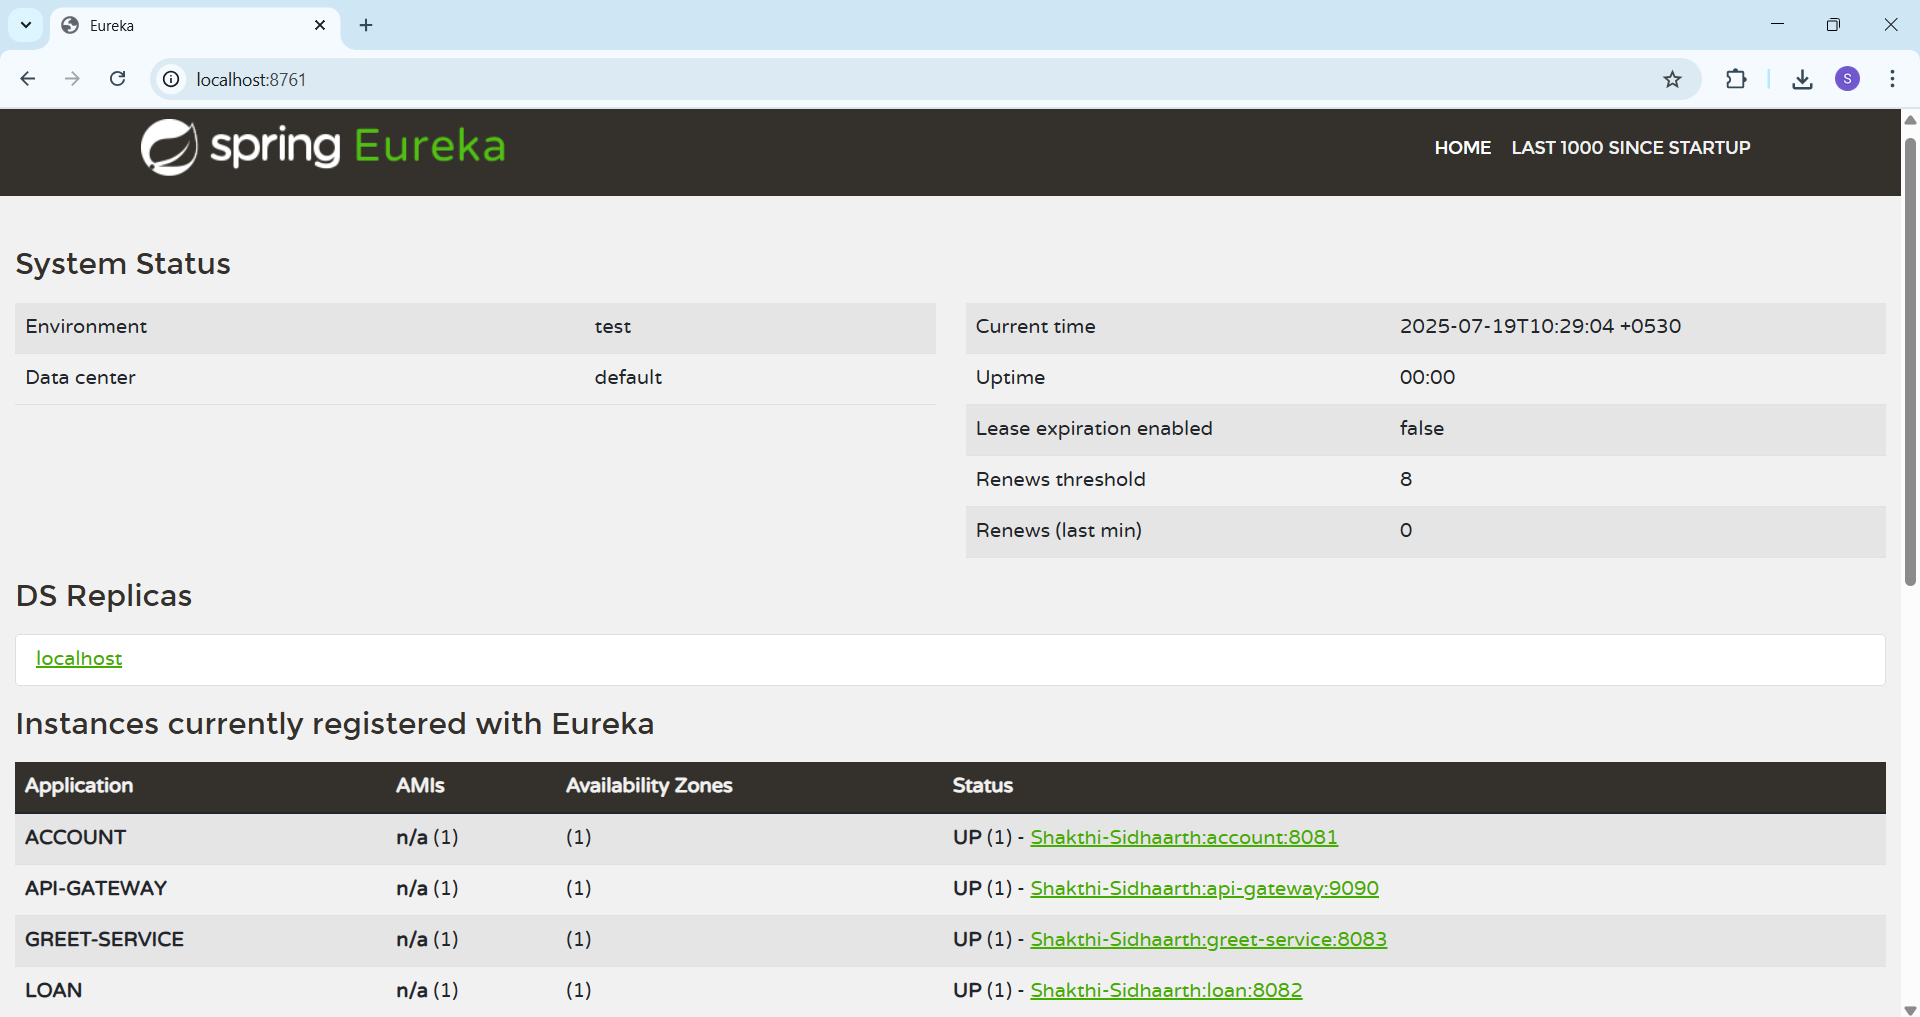 Eureka
localhost:8761
S
spring Eureka
HOME LAST 1000 SINCE STARTUP
System Status
Environment test
Data center default
Current time 2025-07-19T10:29:04 +0530
Uptime 00:00
Lease expiration enabled false
Renews threshold 8
Renews (last min) 0
DS Replicas
localhost
Instances currently registered with Eureka
Application AMIs Availability Zones Status
ACCOUNT n/a (1) (1) UP (1) - Shakthi-Sidhaarth:account:8081
API-GATEWAY n/a (1) (1) UP (1) - Shakthi-Sidhaarth:api-gateway:9090
GREET-SERVICE n/a (1) (1) UP (1) - Shakthi-Sidhaarth:greet-service:8083
LOAN n/a (1) (1) UP (1) - Shakthi-Sidhaarth:loan:8082